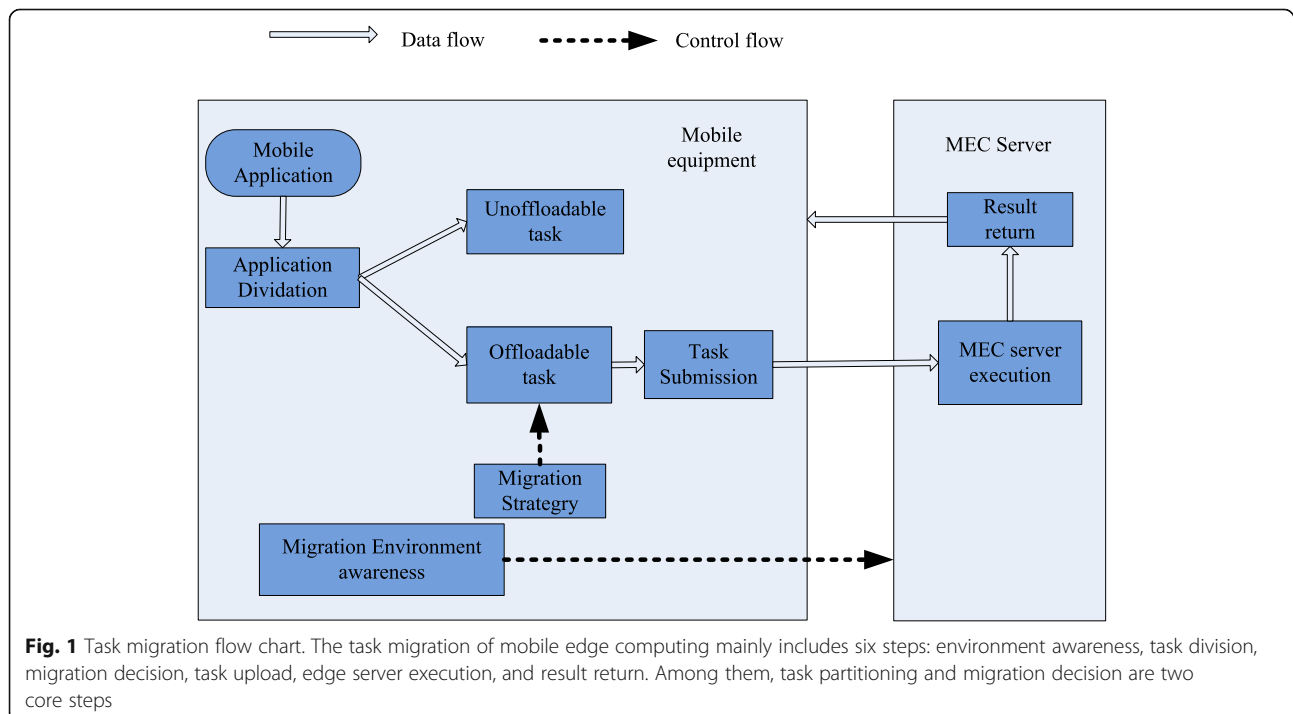 Data flow
Control flow
Mobile
Application
Mobile
equipment
MEC Server
Unoffloadable
task
Result
return
Application
Dividation
Offloadable
task
Task
Submission
MEC server
execution
Migration
Strategry
Migration Environment
awareness
Fig. 1 Task migration flow chart. The task migration of mobile edge computing mainly includes six steps: environment awareness, task division,
migration decision, task upload, edge server execution, and result return. Among them, task partitioning and migration decision are two
core steps